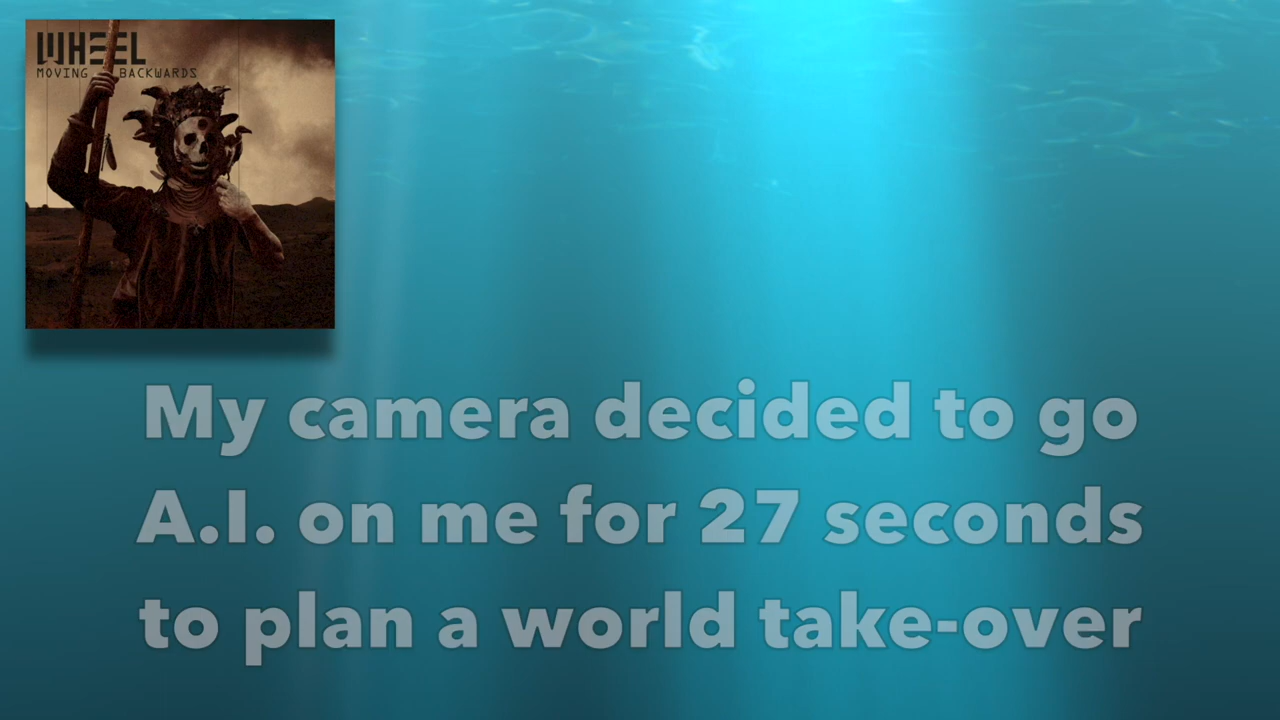 WHEEL
MOVING BACKWARDS
My camera decided to go
A.I. on me for 27 seconds
to plan a world take-over